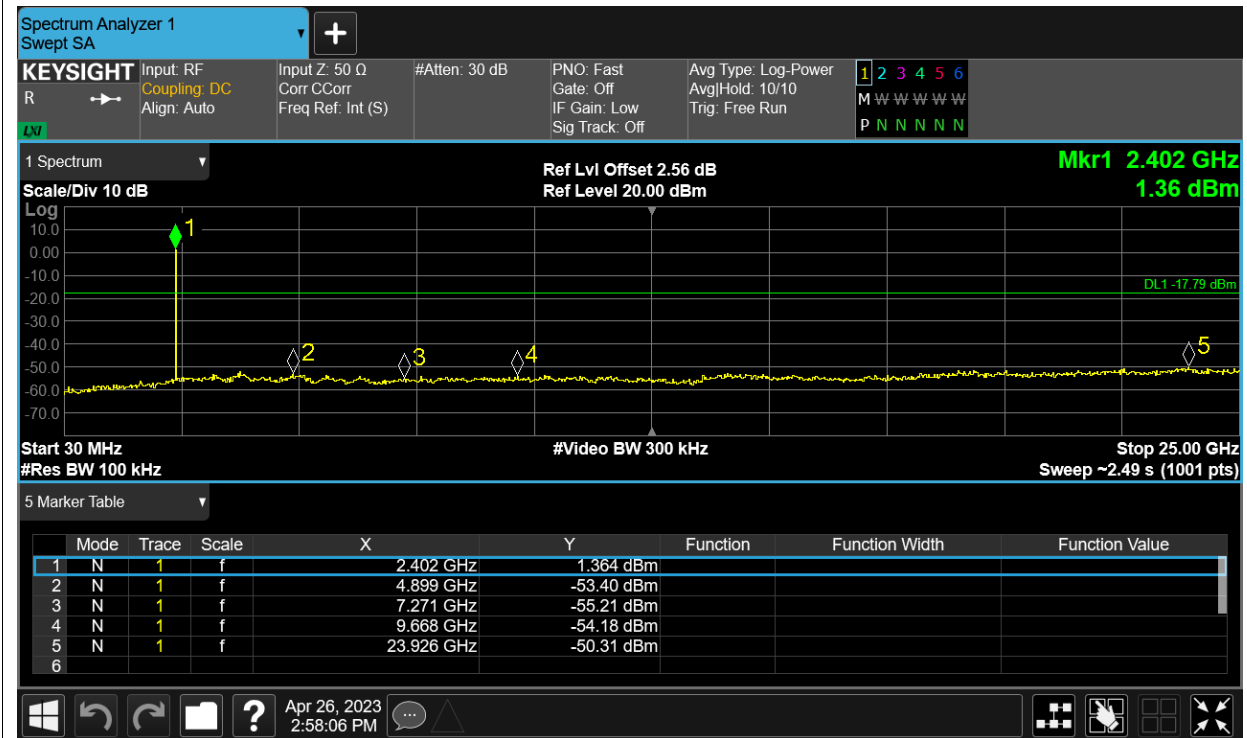 Spectrum Analyzer 1
Swept SA
KEYSIGHT
R
LXI
Input: RF
Coupling: DC
Align: Auto
Input Z: 50 Ω
Corr CCorr
Freq Ref: Int (S)
#Atten: 30 dB
PNO: Fast
Gate: Off
IF Gain: Low
Sig Track: Off
Avg Type: Log-Power
Avg|Hold: 10/10
Trig: Free Run
1 2 3 4 5 6
M W W W W W
P N N N N N
1 Spectrum
Scale/Div 10 dB
Ref Lvl Offset 2.56 dB
Ref Level 20.00 dBm
Mkr1 2.402 GHz
1.36 dBm
Log
10.0
0.00
-10.0
-20.0
-30.0
-40.0
-50.0
-60.0
-70.0
1
2
3
4
5
DL1 -17.79 dBm
Start 30 MHz
#Res BW 100 kHz
#Video BW 300 kHz
Stop 25.00 GHz
Sweep ~2.49 s (1001 pts)
5 Marker Table
Mode Trace Scale X Y Function Function Width Function Value
1 N 1 f 2.402 GHz 1.364 dBm
2 N 1 f 4.899 GHz -53.40 dBm
3 N 1 f 7.271 GHz -55.21 dBm
4 N 1 f 9.668 GHz -54.18 dBm
5 N 1 f 23.926 GHz -50.31 dBm
6
?
Apr 26, 2023
2:58:06 PM